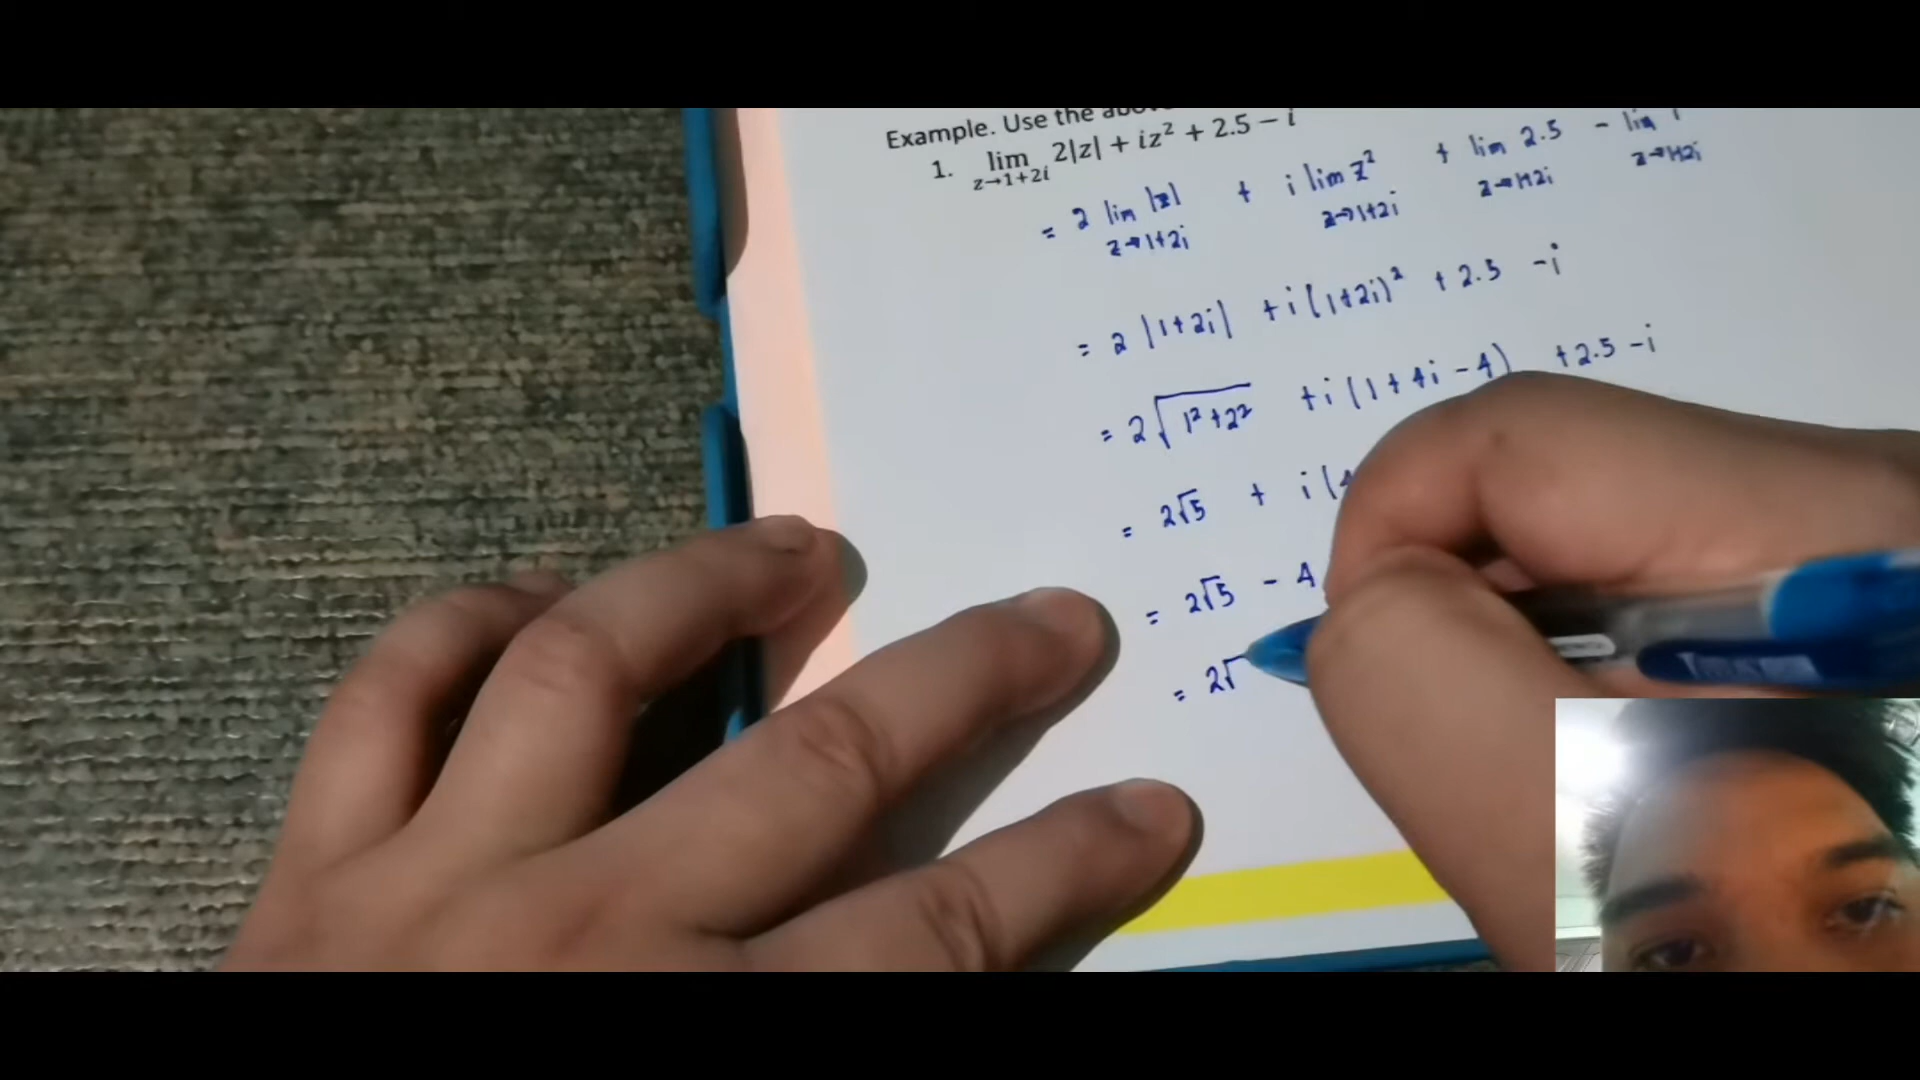 Example. Use the
1. lim 2|z| + iz² + 2.5 − i
z→1+2i
= 2 lim |z| + i lim z² + lim 2.5 - lim i
z→1+2i z→1+2i z→1+2i z→1+2i
= 2 |1+2i| + i (1+2i)² + 2.5 - i
= 2 √1²+2² + i (1 + 4i - 4) + 2.5 - i
= 2√5 + i (4
= 2√5 - 4
= 2√